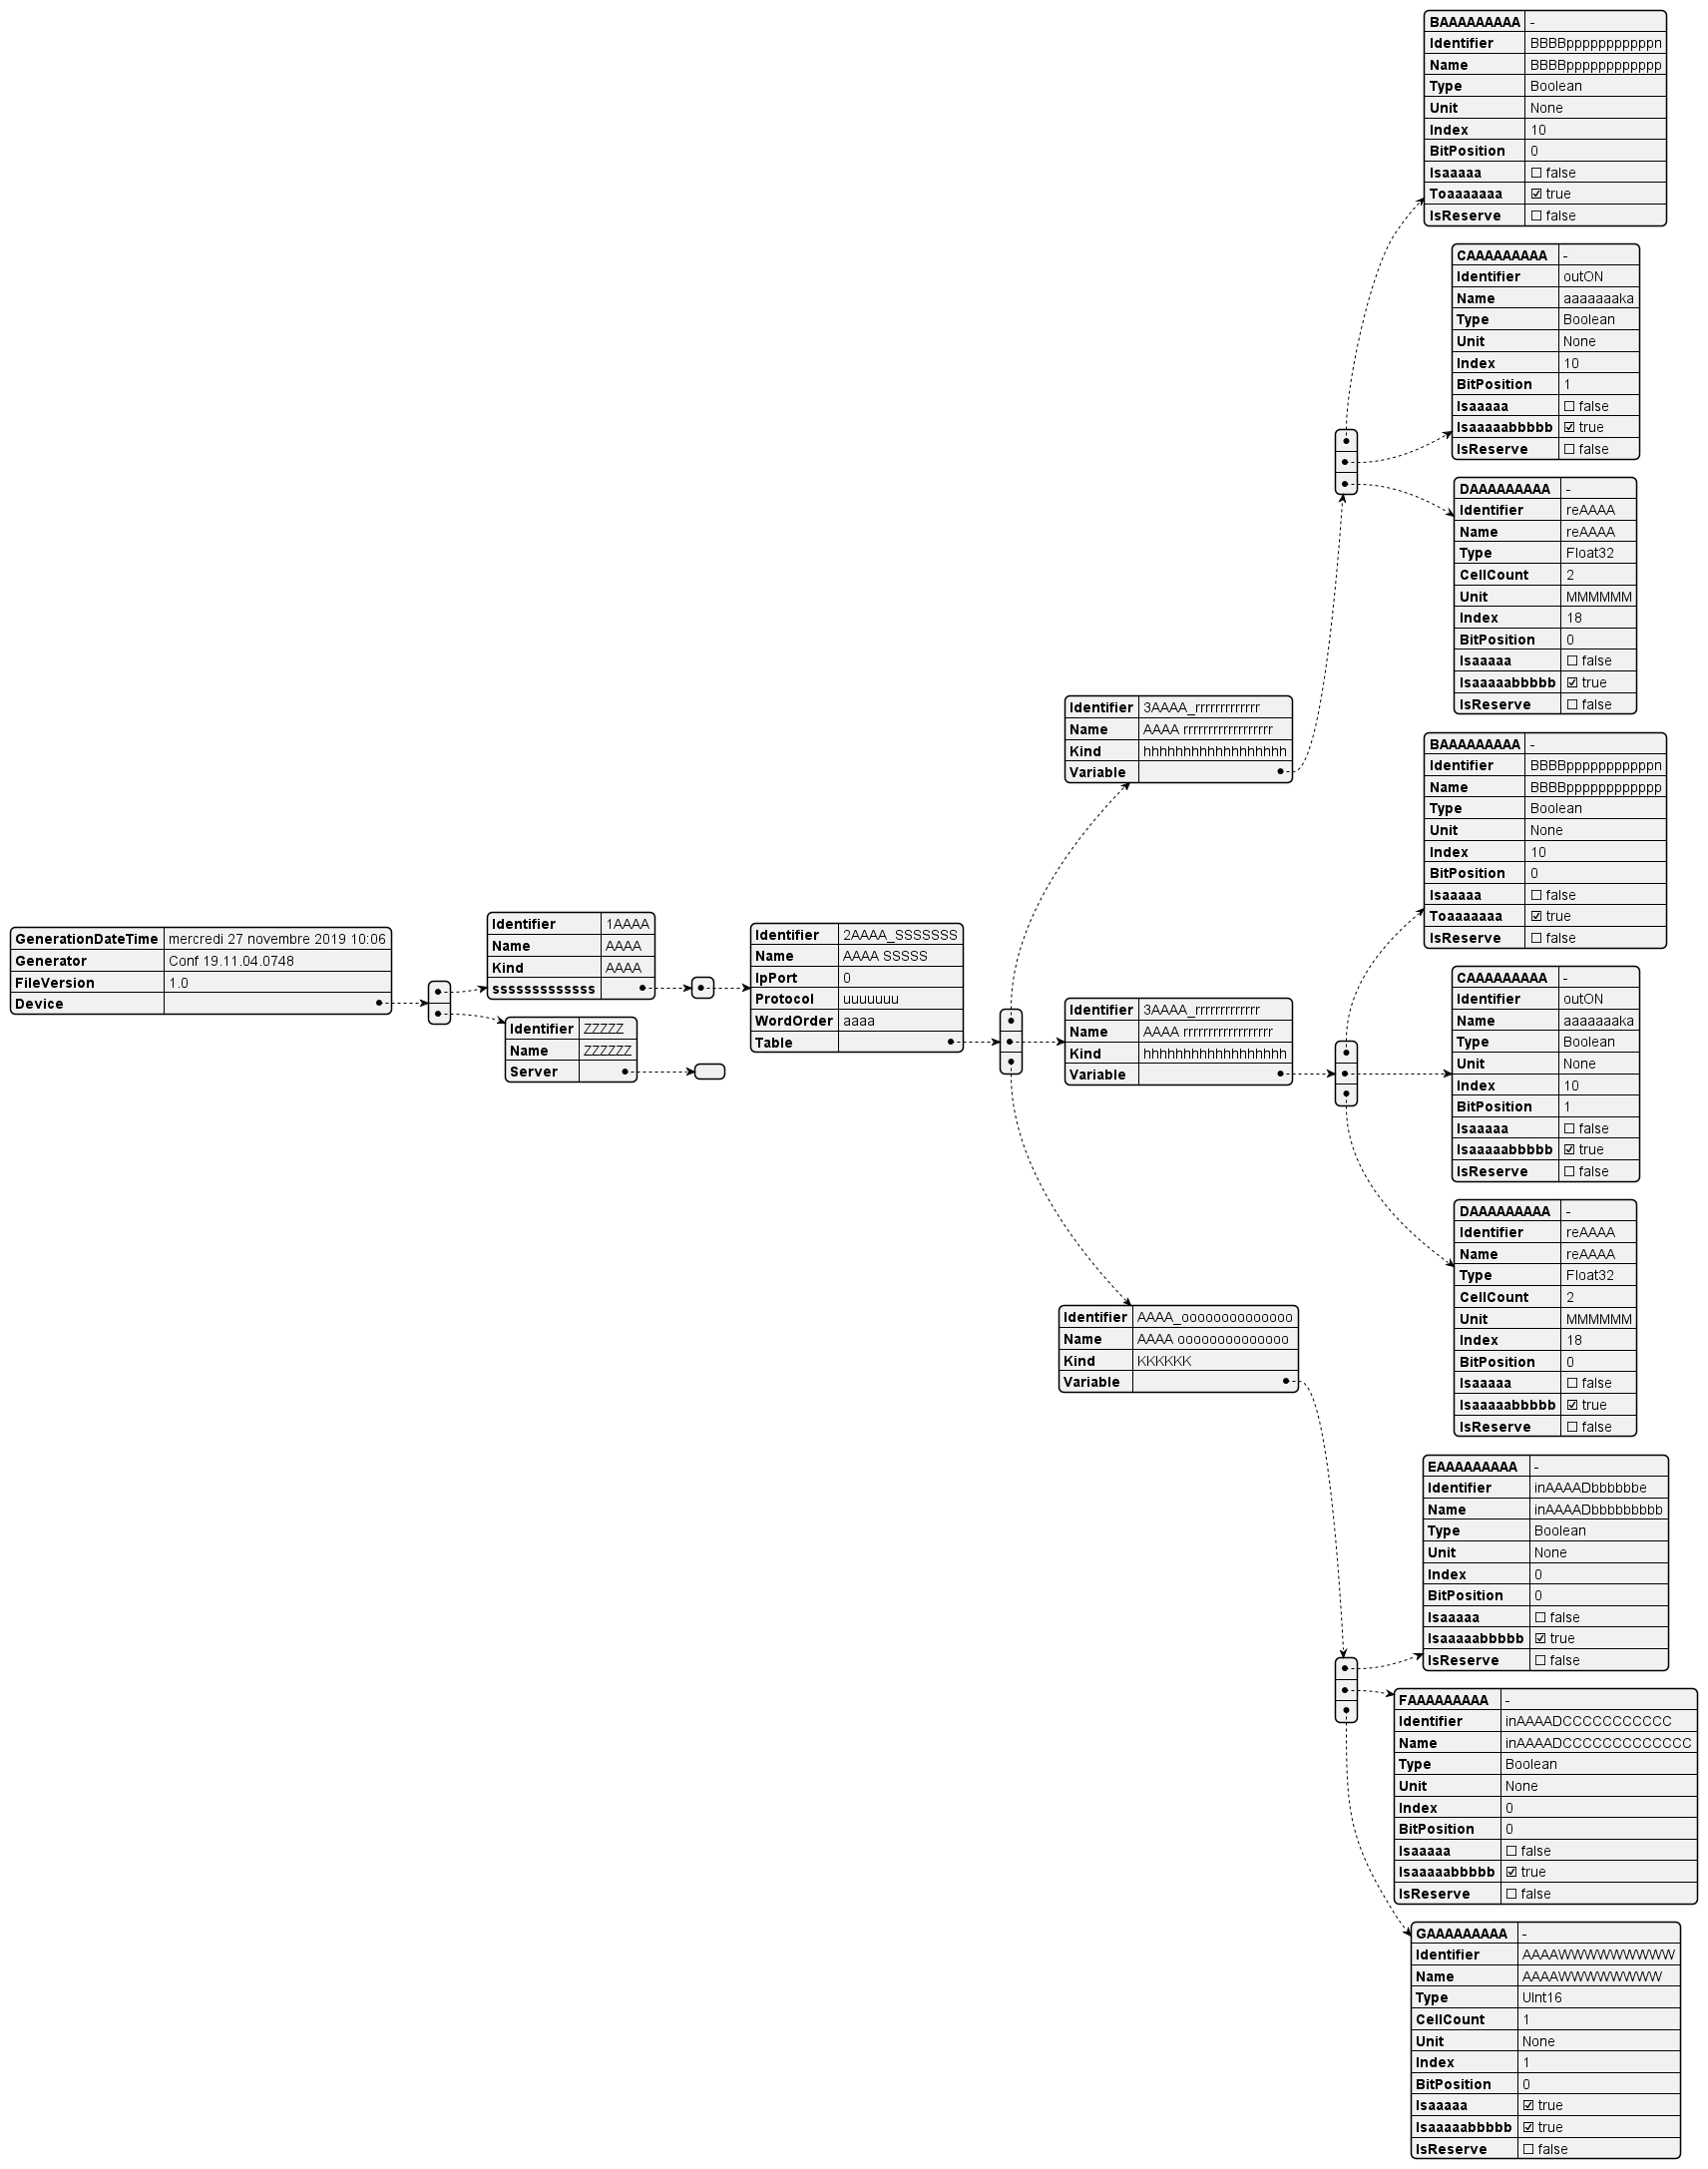 GenerationDateTime mercredi 27 novembre 2019 10:06
Generator Conf 19.11.04.0748
FileVersion 1.0
Device
Identifier 1AAAA
Name AAAA
Kind AAAA
sssssssssssss
Identifier ZZZZZ
Name ZZZZZZ
Server
Identifier 2AAAA_SSSSSSS
Name AAAA SSSSS
IpPort 0
Protocol uuuuuuu
WordOrder aaaa
Table
Identifier 3AAAA_rrrrrrrrrrrrr
Name AAAA rrrrrrrrrrrrrrrrrr
Kind hhhhhhhhhhhhhhhhhh
Variable
BAAAAAAAAA -
Identifier BBBBpppppppppppn
Name BBBBpppppppppppp
Type Boolean
Unit None
Index 10
BitPosition 0
Isaaaaa ☐ false
Toaaaaaaa ☑ true
IsReserve ☐ false
CAAAAAAAAA -
Identifier outON
Name aaaaaaaka
Type Boolean
Unit None
Index 10
BitPosition 1
Isaaaaa ☐ false
Isaaaaabbbbb ☑ true
IsReserve ☐ false
DAAAAAAAAA -
Identifier reAAAA
Name reAAAA
Type Float32
CellCount 2
Unit MMMMMM
Index 18
BitPosition 0
Isaaaaa ☐ false
Isaaaaabbbbb ☑ true
IsReserve ☐ false
Identifier 3AAAA_rrrrrrrrrrrrr
Name AAAA rrrrrrrrrrrrrrrrrr
Kind hhhhhhhhhhhhhhhhhh
Variable
BAAAAAAAAA -
Identifier BBBBpppppppppppn
Name BBBBpppppppppppp
Type Boolean
Unit None
Index 10
BitPosition 0
Isaaaaa ☐ false
Toaaaaaaa ☑ true
IsReserve ☐ false
CAAAAAAAAA -
Identifier outON
Name aaaaaaaka
Type Boolean
Unit None
Index 10
BitPosition 1
Isaaaaa ☐ false
Isaaaaabbbbb ☑ true
IsReserve ☐ false
DAAAAAAAAA -
Identifier reAAAA
Name reAAAA
Type Float32
CellCount 2
Unit MMMMMM
Index 18
BitPosition 0
Isaaaaa ☐ false
Isaaaaabbbbb ☑ true
IsReserve ☐ false
Identifier AAAA_oooooooooooooo
Name AAAA oooooooooooooo
Kind KKKKKK
Variable
EAAAAAAAAA -
Identifier inAAAADbbbbbbe
Name inAAAADbbbbbbbbb
Type Boolean
Unit None
Index 0
BitPosition 0
Isaaaaa ☐ false
Isaaaaabbbbb ☑ true
IsReserve ☐ false
FAAAAAAAAA -
Identifier inAAAADCCCCCCCCCCC
Name inAAAADCCCCCCCCCCCCC
Type Boolean
Unit None
Index 0
BitPosition 0
Isaaaaa ☐ false
Isaaaaabbbbb ☑ true
IsReserve ☐ false
GAAAAAAAAA -
Identifier AAAAWWWWWWWWW
Name AAAAWWWWWWWW
Type UInt16
CellCount 1
Unit None
Index 1
BitPosition 0
Isaaaaa ☑ true
Isaaaaabbbbb ☑ true
IsReserve ☐ false